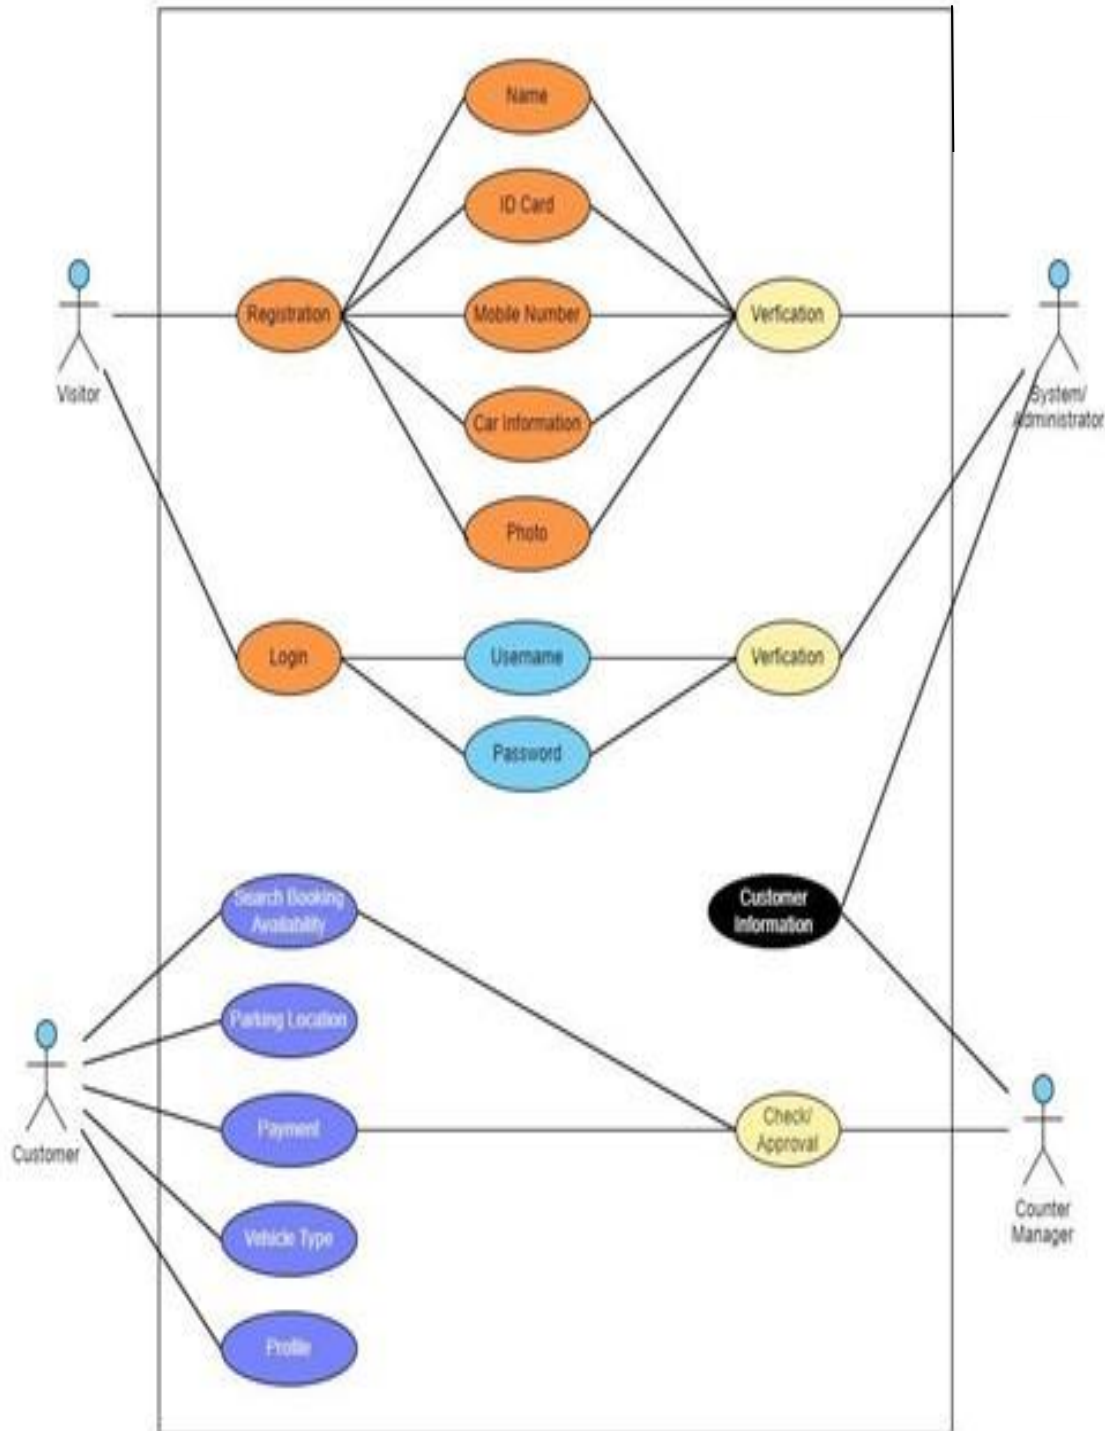 Name
ID Card
Registration
Mobile Number
Verfication
Visitor
System/
Administrator
Car Information
Photo
Login
Username
Verfication
Password
Search Booking
Availability
Customer
Information
Parking Location
Payment
Check/
Approval
Customer
Vehicle Type
Counter
Manager
Profile